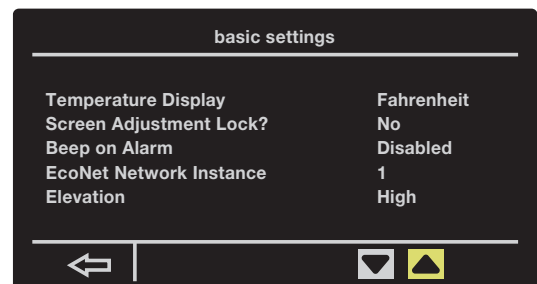 basic settings
Temperature Display Fahrenheit
Screen Adjustment Lock? No
Beep on Alarm Disabled
EcoNet Network Instance 1
Elevation High